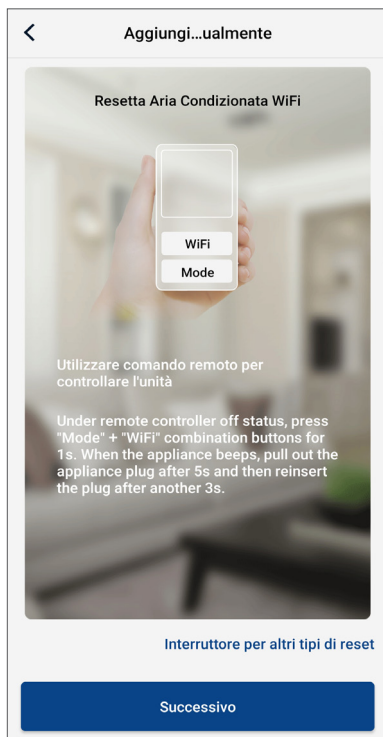 Aggiungi...ualmente
Resetta Aria Condizionata WiFi
WiFi
Mode
Utilizzare comando remoto per
controllare l'unità
Under remote controller off status, press
"Mode" + "WiFi" combination buttons for
1s. When the appliance beeps, pull out the
appliance plug after 5s and then reinsert
the plug after another 3s.
Interruttore per altri tipi di reset
Successivo